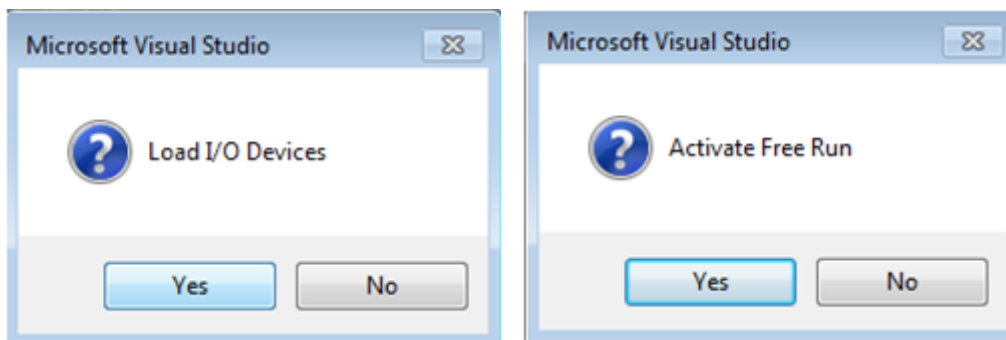 Microsoft Visual Studio
Load I/O Devices
Yes No
Microsoft Visual Studio
Activate Free Run
Yes No